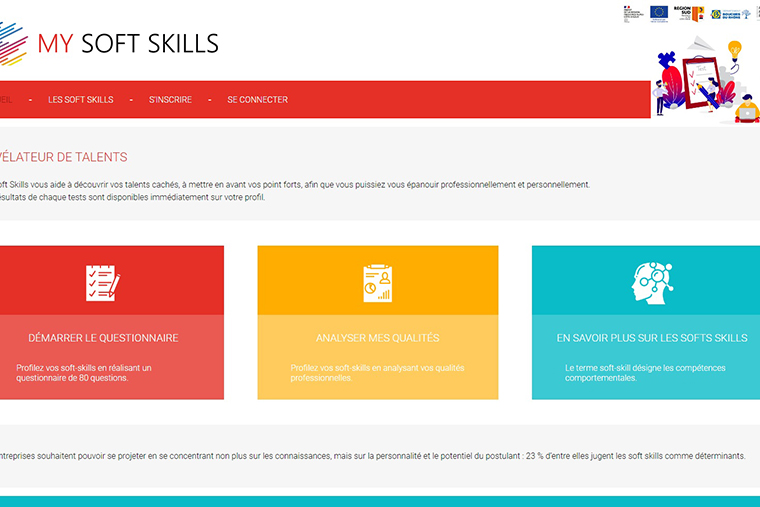 MY SOFT SKILLS
RÉGION
SUD
EIL - LES SOFT SKILLS - S'INSCRIRE - SE CONNECTER
VÉLATEUR DE TALENTS
oft Skills vous aide à découvrir vos talents cachés, à mettre en avant vos point forts, afin que vous puissiez vous épanouir professionnellement et personnellement.
ésultats de chaque tests sont disponibles immédiatement sur votre profil.
DÉMARRER LE QUESTIONNAIRE
Profilez vos soft-skills en réalisant un
questionnaire de 80 questions.
ANALYSER MES QUALITÉS
Profilez vos soft-skills en analysant vos qualités
professionnelles.
EN SAVOIR PLUS SUR LES SOFTS SKILLS
Le terme soft-skill désigne les compétences
comportementales.
ntreprises souhaitent pouvoir se projeter en se concentrant non plus sur les connaissances, mais sur la personnalité et le potentiel du postulant : 23 % d'entre elles jugent les soft skills comme déterminants.